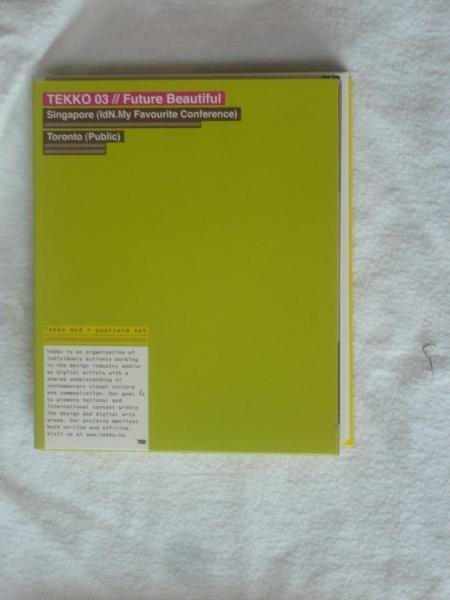 TEKKO 03 // Future Beautiful
Singapore (IdN.My Favourite Conference)
Toronto (Public)
Tekko dvd + postcard set
Tekko is an organization of
individuals actively working
in the design industry and/or
as digital artists with a
shared understanding of
contemporary visual culture
and communication. Our goal is
to promote national and
international content within
the design and digital arts
arena. Our projects manifest
both on-line and off-line.
Visit us at www.tekko.nu.